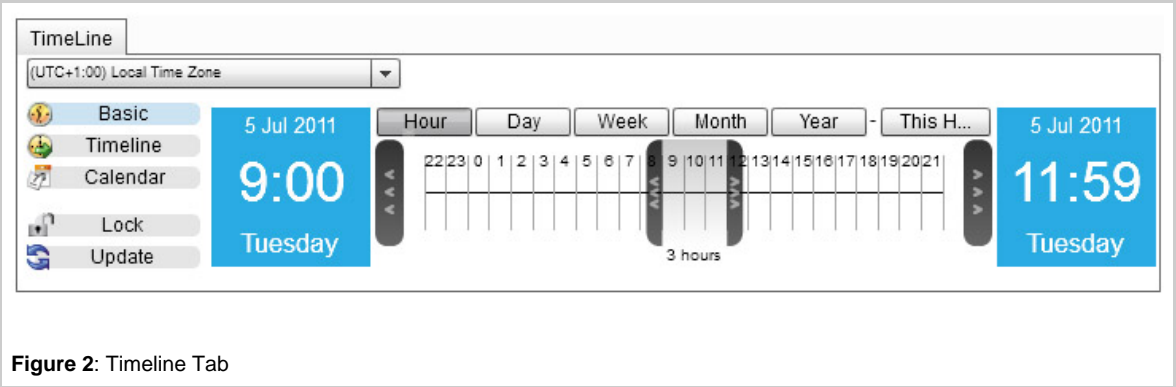 TimeLine
(UTC+1:00) Local Time Zone
Basic
Timeline
Calendar
Lock
Update
5 Jul 2011
9:00
Tuesday
Hour Day Week Month Year - This H...
22 23 0 1 2 3 4 5 6 7 8 9 10 11 12 13 14 15 16 17 18 19 20 21
3 hours
5 Jul 2011
11:59
Tuesday
Figure 2: Timeline Tab